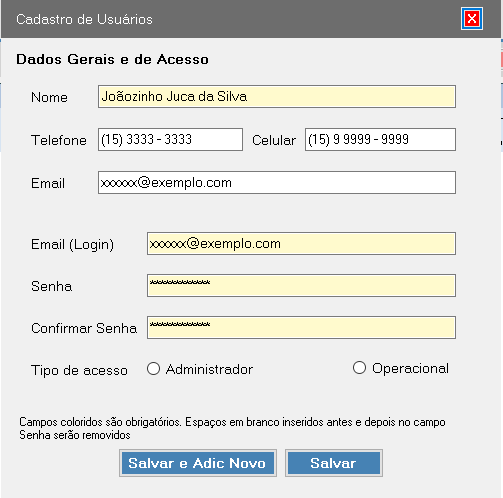 Cadastro de Usuários
X
Dados Gerais e de Acesso
Nome Joãozinho Juca da Silva
Telefone (15) 3333 - 3333 Celular (15) 9 9999 - 9999
Email xxxxxx@exemplo.com
Email (Login) xxxxxx@exemplo.com
Senha ************
Confirmar Senha ************
Tipo de acesso Administrador Operacional
Campos coloridos são obrigatórios. Espaços em branco inseridos antes e depois no campo
Senha serão removidos
Salvar e Adic Novo Salvar